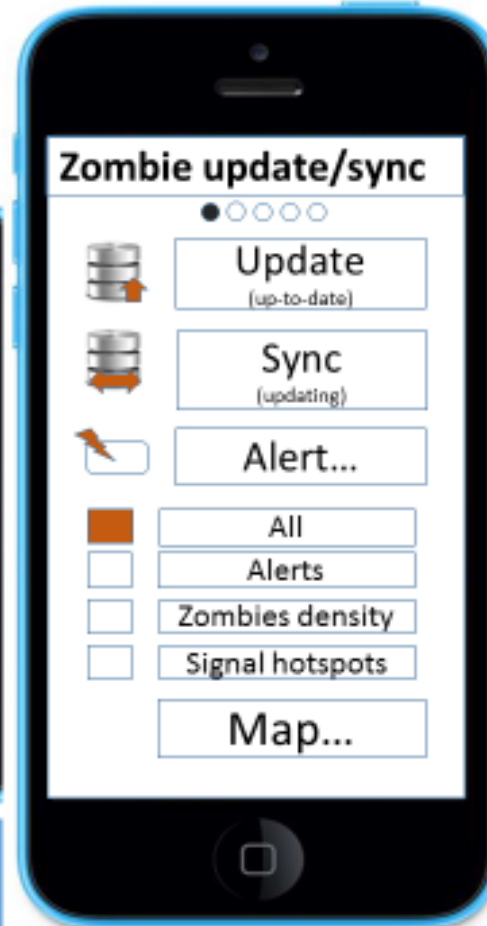 Zombie update/sync
Update
(up-to-date)
Sync
(updating)
Alert...
All
Alerts
Zombies density
Signal hotspots
Map...